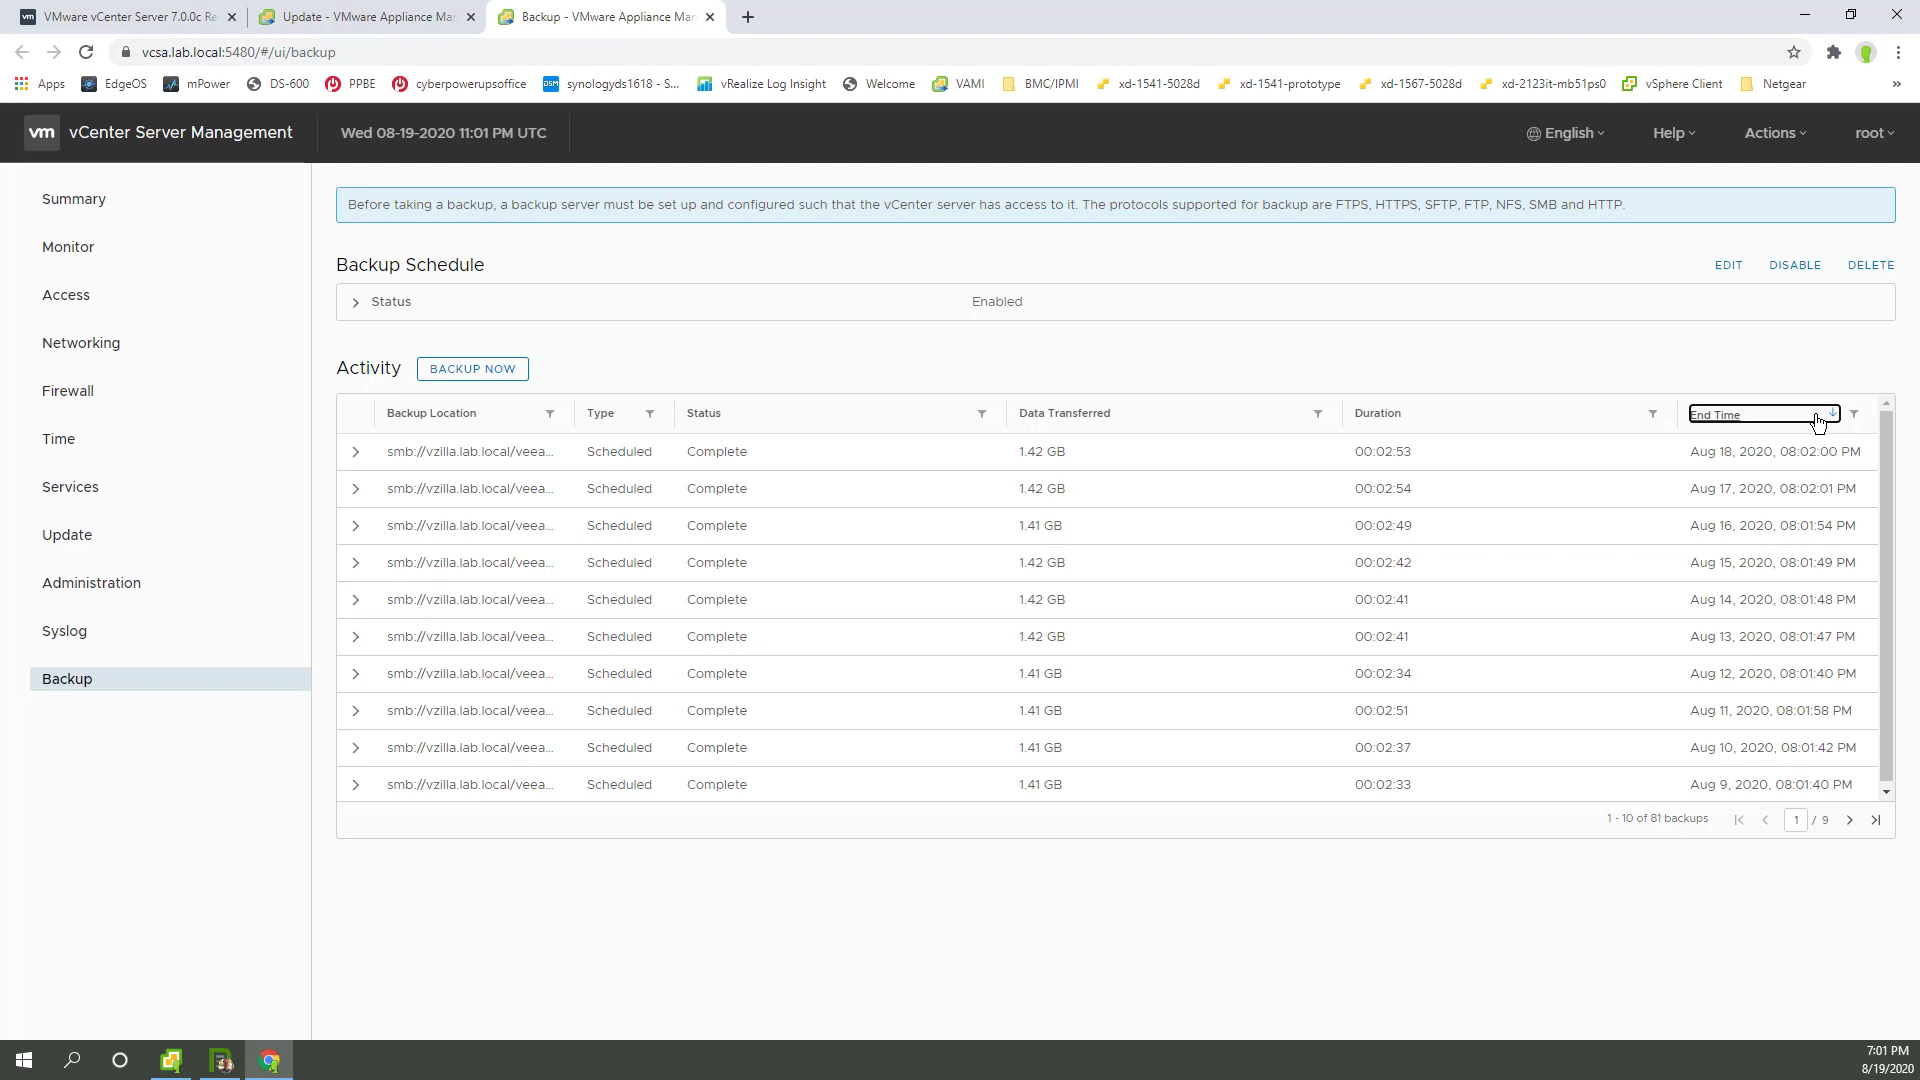 VMware vCenter Server 7.0.0c Re
Update - VMware Appliance Man
Backup - VMware Appliance Man
vcsa.lab.local:5480/#/ui/backup
Apps EdgeOS mPower DS-600 PPBE cyberpowerupsoffice DSM synologyds1618 - S... vRealize Log Insight Welcome VAMI BMC/IPMI xd-1541-5028d xd-1541-prototype xd-1567-5028d xd-2123it-mb51ps0 vSphere Client Netgear »
vm vCenter Server Management Wed 08-19-2020 11:01 PM UTC English Help Actions root
Summary
Monitor
Access
Networking
Firewall
Time
Services
Update
Administration
Syslog
Backup
Before taking a backup, a backup server must be set up and configured such that the vCenter server has access to it. The protocols supported for backup are FTPS, HTTPS, SFTP, FTP, NFS, SMB and HTTP.
Backup Schedule EDIT DISABLE DELETE
Status Enabled
Activity BACKUP NOW
Backup Location Type Status Data Transferred Duration End Time
smb://vzilla.lab.local/veea... Scheduled Complete 1.42 GB 00:02:53 Aug 18, 2020, 08:02:00 PM
smb://vzilla.lab.local/veea... Scheduled Complete 1.42 GB 00:02:54 Aug 17, 2020, 08:02:01 PM
smb://vzilla.lab.local/veea... Scheduled Complete 1.41 GB 00:02:49 Aug 16, 2020, 08:01:54 PM
smb://vzilla.lab.local/veea... Scheduled Complete 1.42 GB 00:02:42 Aug 15, 2020, 08:01:49 PM
smb://vzilla.lab.local/veea... Scheduled Complete 1.42 GB 00:02:41 Aug 14, 2020, 08:01:48 PM
smb://vzilla.lab.local/veea... Scheduled Complete 1.42 GB 00:02:41 Aug 13, 2020, 08:01:47 PM
smb://vzilla.lab.local/veea... Scheduled Complete 1.41 GB 00:02:34 Aug 12, 2020, 08:01:40 PM
smb://vzilla.lab.local/veea... Scheduled Complete 1.41 GB 00:02:51 Aug 11, 2020, 08:01:58 PM
smb://vzilla.lab.local/veea... Scheduled Complete 1.41 GB 00:02:37 Aug 10, 2020, 08:01:42 PM
smb://vzilla.lab.local/veea... Scheduled Complete 1.41 GB 00:02:33 Aug 9, 2020, 08:01:40 PM
1 - 10 of 81 backups 1 / 9
7:01 PM
8/19/2020